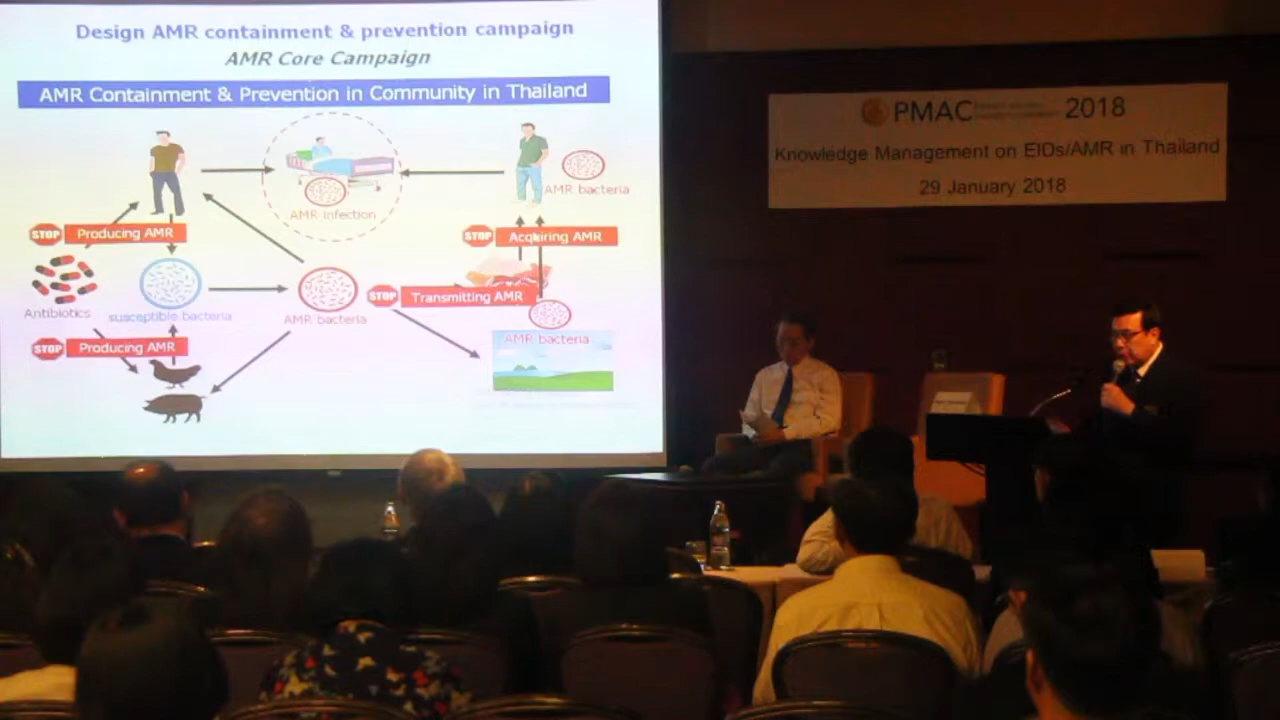 Design AMR containment & prevention campaign
AMR Core Campaign
AMR Containment & Prevention in Community in Thailand
AMR infection
AMR bacteria
STOP Producing AMR
STOP Acquiring AMR
Antibiotics
susceptible bacteria
AMR bacteria
STOP Transmitting AMR
AMR bacteria
STOP Producing AMR
PMAC 2018
Knowledge Management on EIDs/AMR in Thailand
29 January 2018